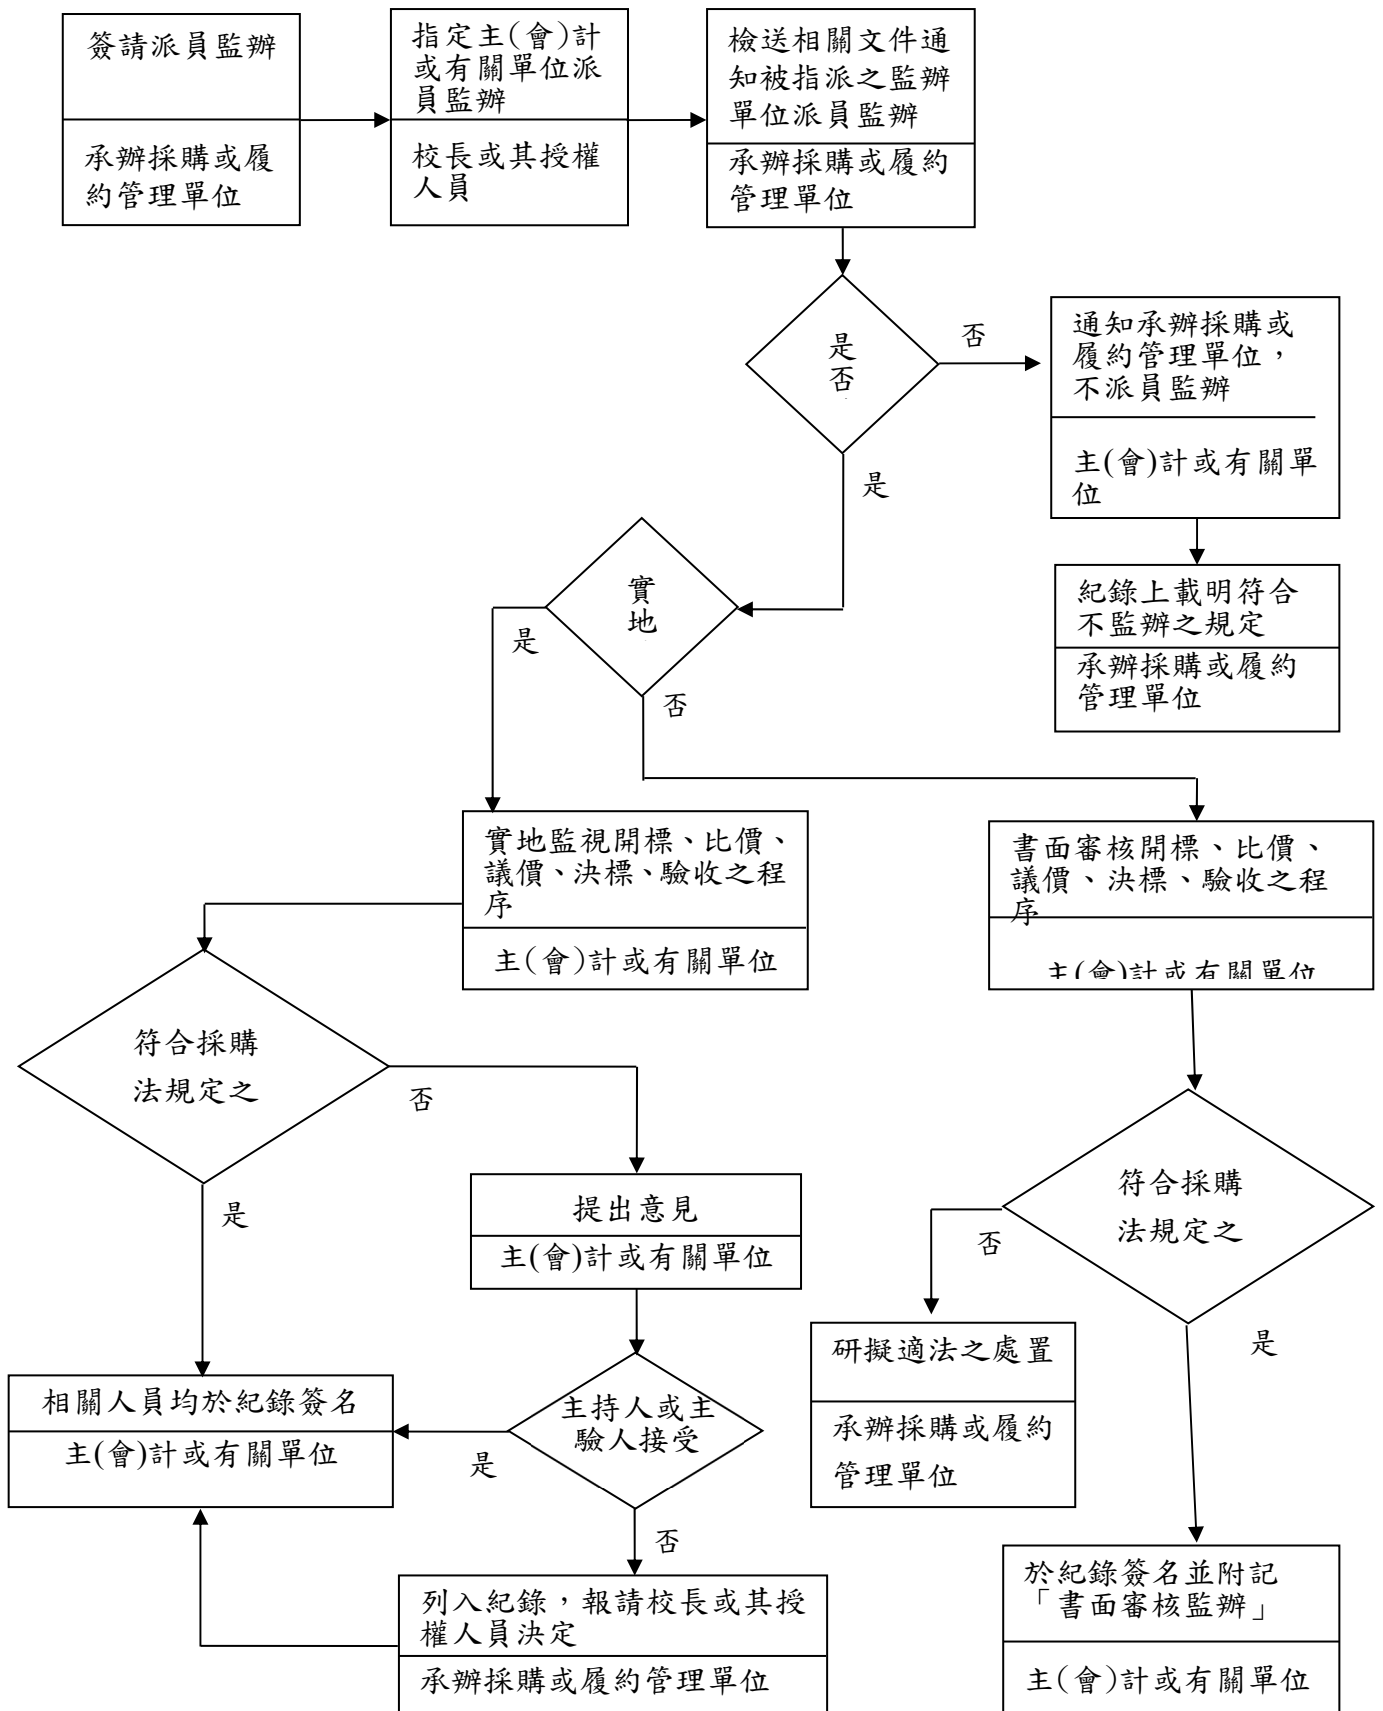 簽請派員監辦
承辦採購或履
約管理單位
指定主(會)計
或有關單位派
員監辦
校長或其授權
人員
檢送相關文件通
知被指派之監辦
單位派員監辦
承辦採購或履約
管理單位
是
否
否
通知承辦採購或
履約管理單位，
不派員監辦
主(會)計或有關單
位
是
紀錄上載明符合
不監辦之規定
承辦採購或履約
管理單位
實
地
是
否
實地監視開標、比價、
議價、決標、驗收之程
序
主(會)計或有關單位
書面審核開標、比價、
議價、決標、驗收之程
序
主(會)計或有關單位
符合採購
法規定之
否
是
提出意見
主(會)計或有關單位
符合採購
法規定之
否
是
研擬適法之處置
承辦採購或履約
管理單位
相關人員均於紀錄簽名
主(會)計或有關單位
主持人或主
驗人接受
是
否
列入紀錄，報請校長或其授
權人員決定
承辦採購或履約管理單位
於紀錄簽名並附記
「書面審核監辦」
主(會)計或有關單位